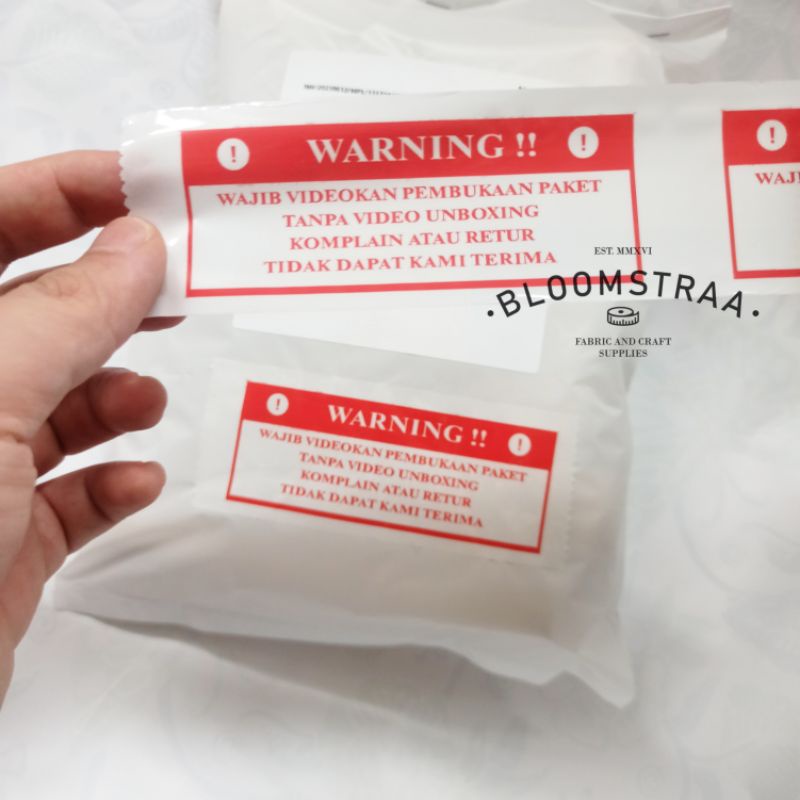 WARNING !!
WAJIB VIDEOKAN PEMBUKAAN PAKET
TANPA VIDEO UNBOXING
KOMPLAIN ATAU RETUR
TIDAK DAPAT KAMI TERIMA
EST. MMXVI
•BLOOMSTRAA•
FABRIC AND CRAFT
SUPPLIES
WARNING !!
WAJIB VIDEOKAN PEMBUKAAN PAKET
TANPA VIDEO UNBOXING
KOMPLAIN ATAU RETUR
TIDAK DAPAT KAMI TERIMA